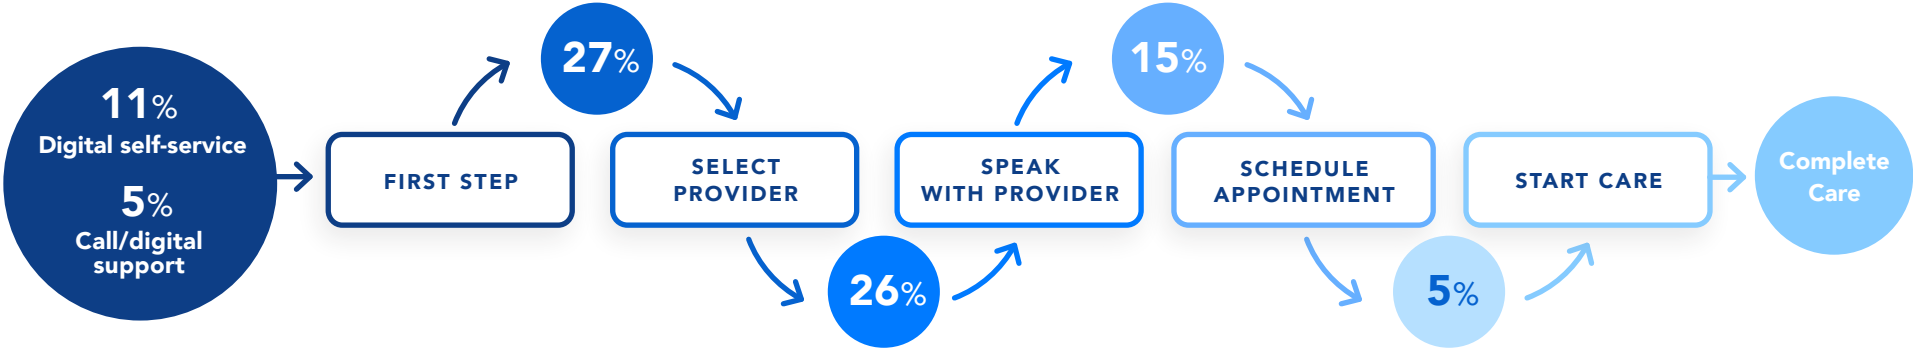 11%
Digital self-service
5%
Call/digital
support
FIRST STEP
27%
SELECT
PROVIDER
26%
SPEAK
WITH PROVIDER
15%
SCHEDULE
APPOINTMENT
5%
START CARE
Complete
Care